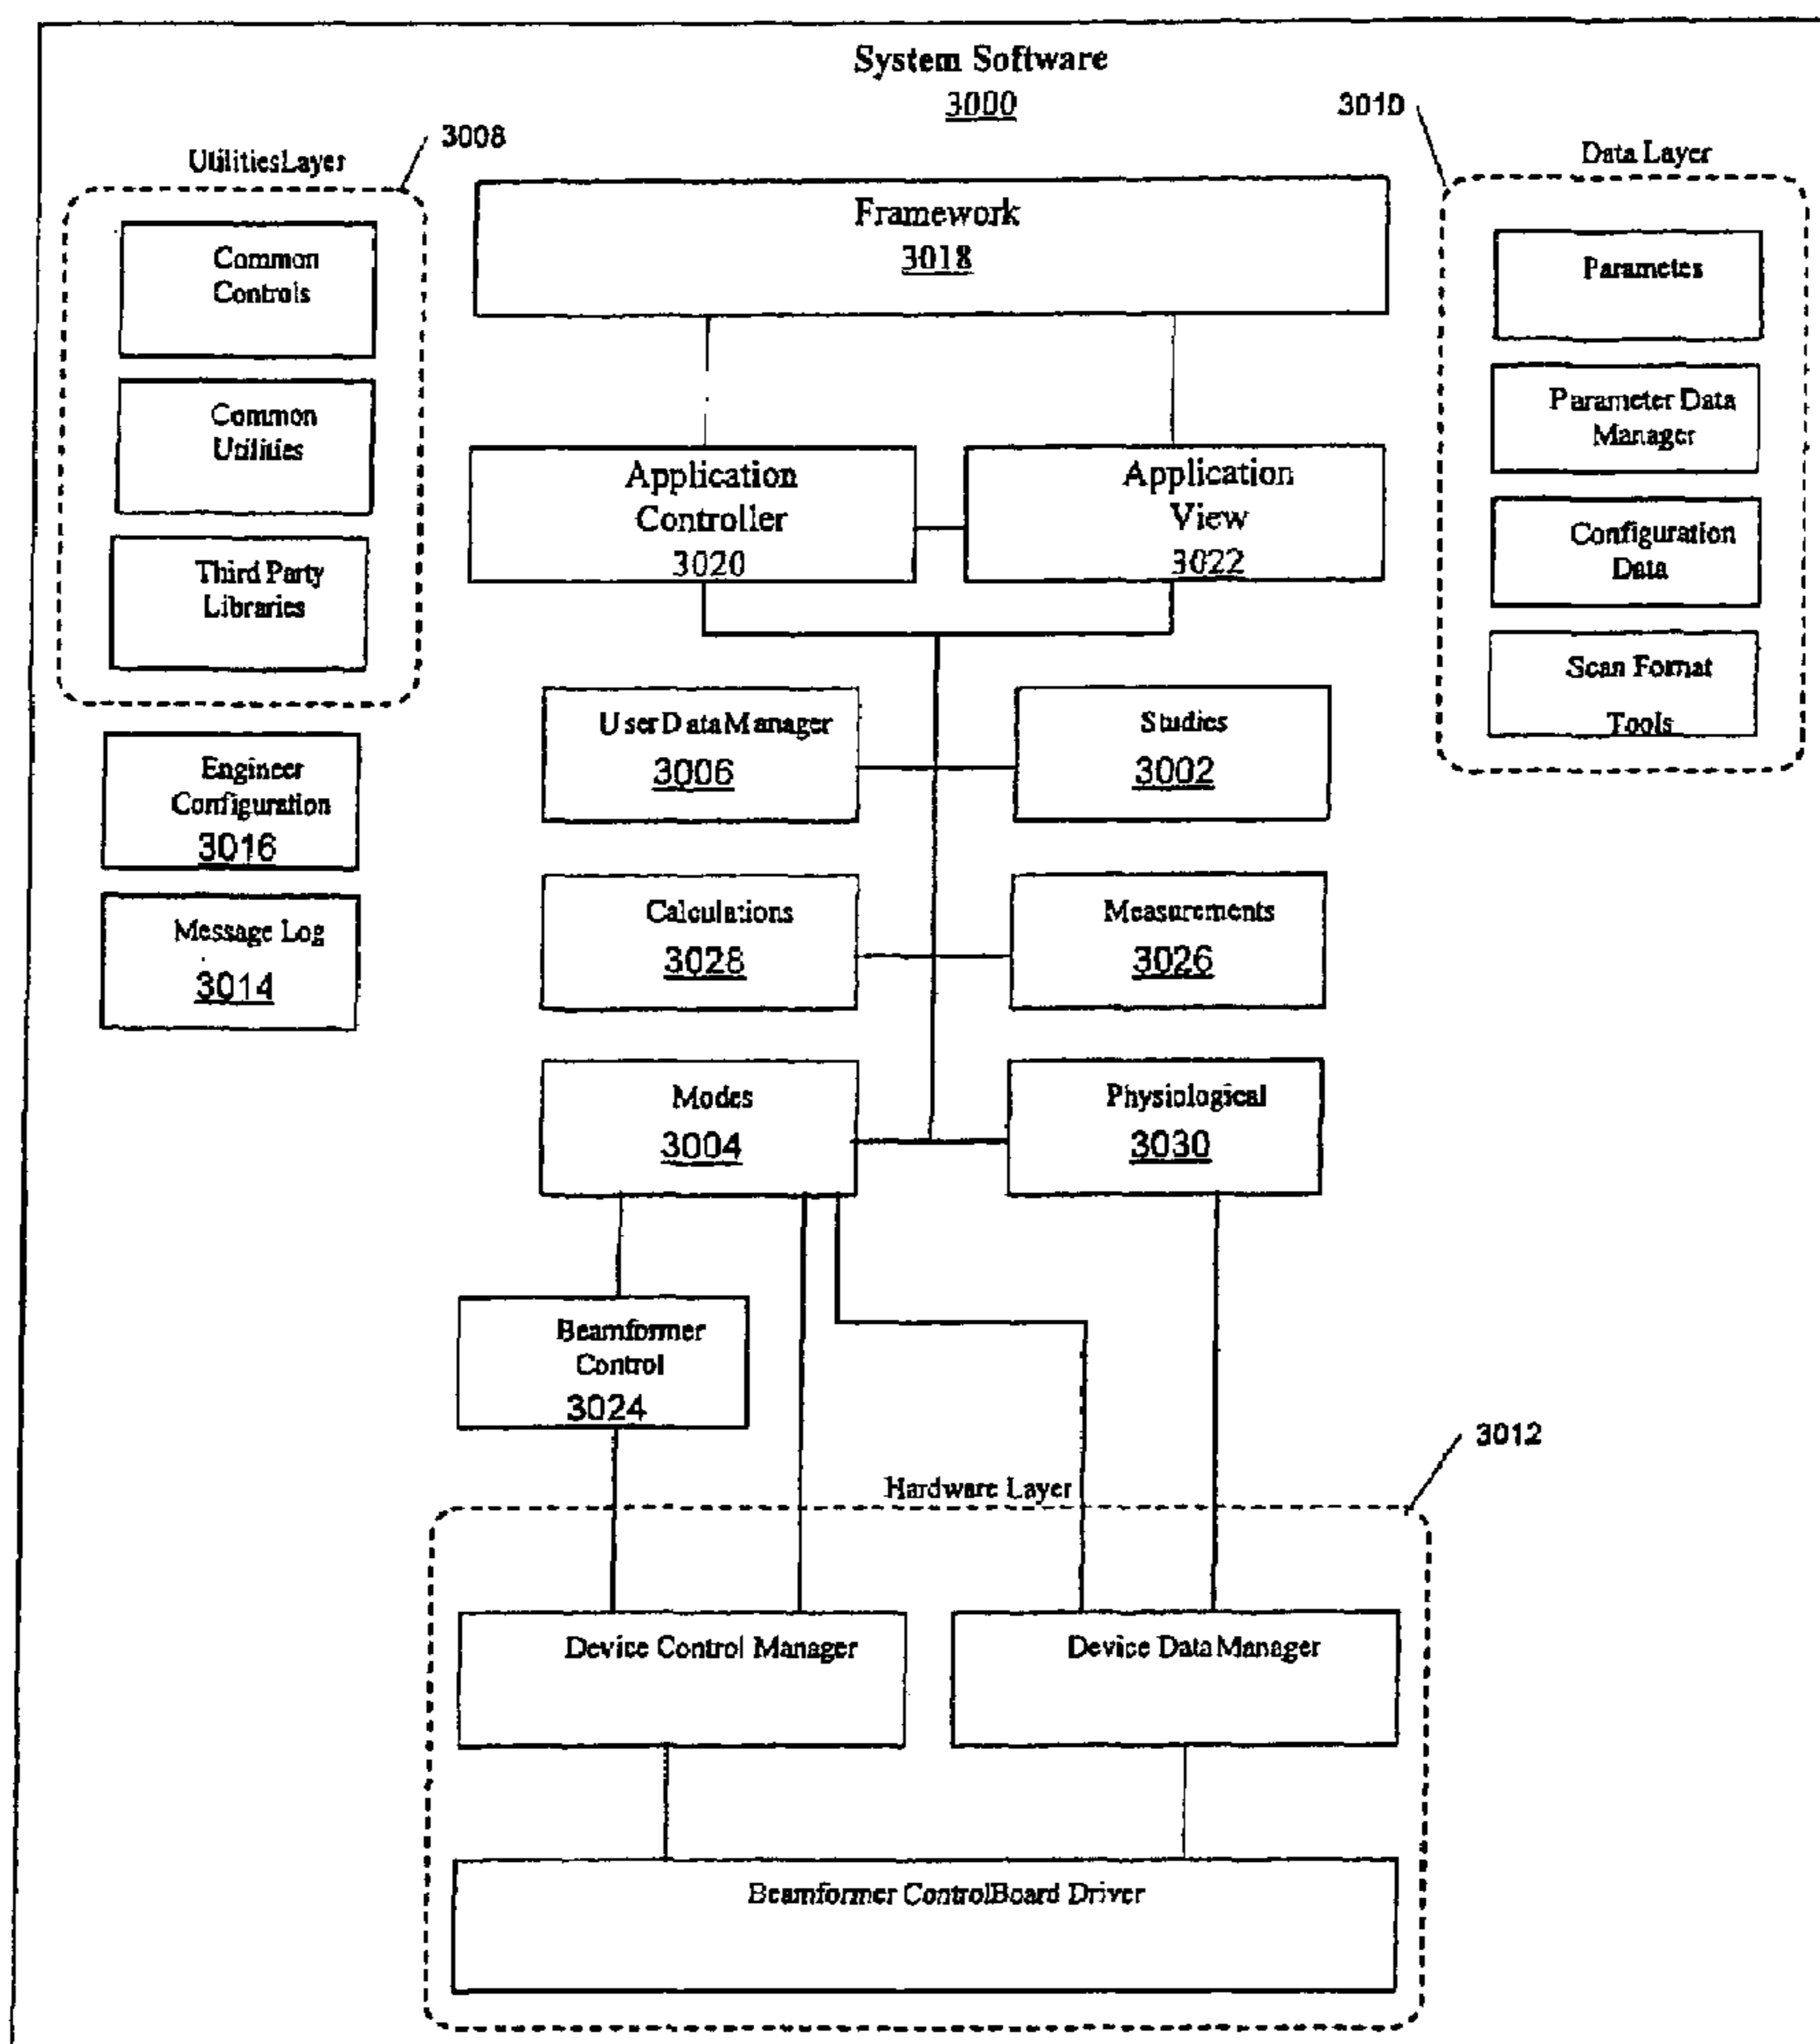 System Software
3000
3008
UtilitiesLayer
Common
Controls
Common
Utilities
Third Party
Libraries
Engineer
Configuration
3016
Message Log
3014
Framework
3018
Application
Controller
3020
Application
View
3022
3010
Data Layer
Parametes
Parameter Data
Manager
Configuration
Data
Scan Format
Tools
UserDataManager
3006
Studies
3002
Calculations
3028
Measurements
3026
Modes
3004
Physiological
3030
Beamformer
Control
3024
3012
Hardware Layer
Device Control Manager
Device DataManager
Beamformer ControlBoard Driver